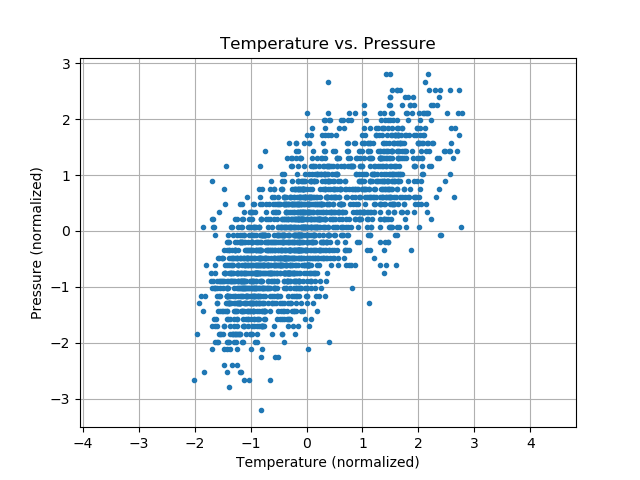 Temperature vs. Pressure
3
2
1
0
−1
−2
−3
Pressure (normalized)
−4 −3 −2 −1 0 1 2 3 4
Temperature (normalized)